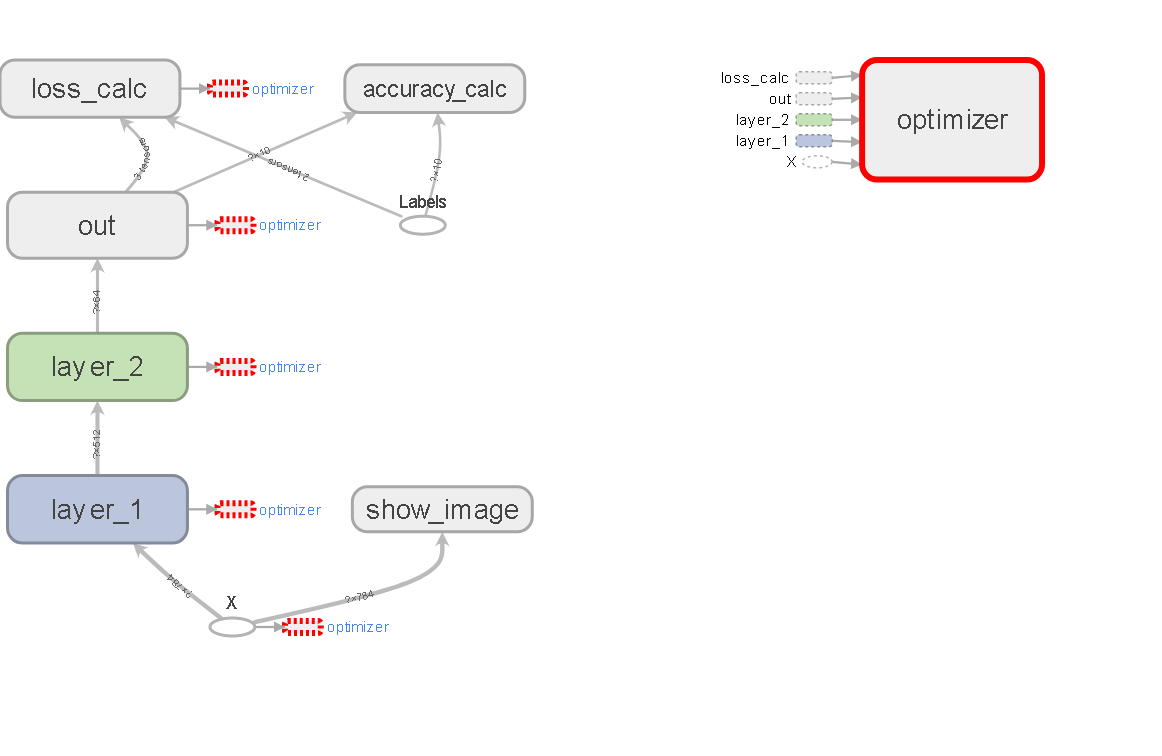 loss_calc
optimizer
accuracy_calc
3 tensors
?×10
2 tensors
?×10
Labels
out
optimizer
?×64
layer_2
optimizer
?×512
layer_1
optimizer
show_image
?×784
X
?×784
optimizer
loss_calc
out
layer_2
layer_1
X
optimizer